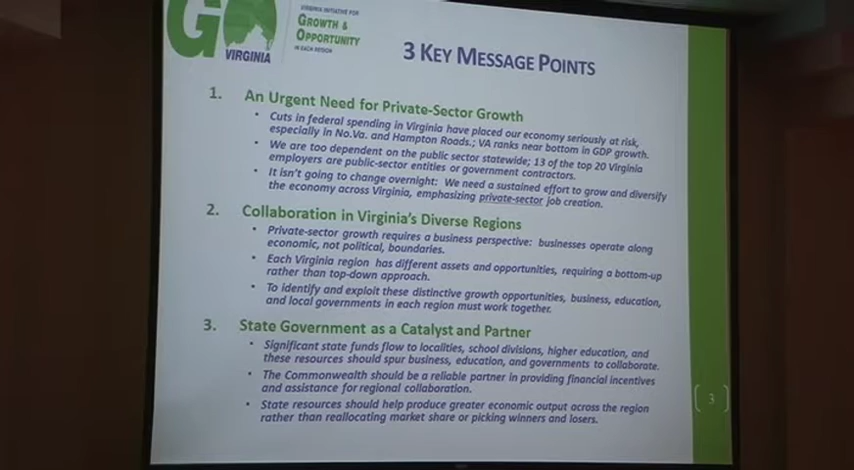 GO
VIRGINIA
VIRGINIA INITIATIVE FOR
GROWTH &
OPPORTUNITY
IN EACH REGION
3 KEY MESSAGE POINTS
1. An Urgent Need for Private-Sector Growth
• Cuts in federal spending in Virginia have placed our economy seriously at risk,
especially in No.Va. and Hampton Roads.; VA ranks near bottom in GDP growth.
• We are too dependent on the public sector statewide; 13 of the top 20 Virginia
employers are public-sector entities or government contractors.
• It isn't going to change overnight: We need a sustained effort to grow and diversify
the economy across Virginia, emphasizing private-sector job creation.
2. Collaboration in Virginia's Diverse Regions
• Private-sector growth requires a business perspective: businesses operate along
economic, not political, boundaries.
• Each Virginia region has different assets and opportunities, requiring a bottom-up
rather than top-down approach.
• To identify and exploit these distinctive growth opportunities, business, education,
and local governments in each region must work together.
3. State Government as a Catalyst and Partner
• Significant state funds flow to localities, school divisions, higher education, and
these resources should spur business, education, and governments to collaborate.
• The Commonwealth should be a reliable partner in providing financial incentives
and assistance for regional collaboration.
• State resources should help produce greater economic output across the region
rather than reallocating market share or picking winners and losers.
3